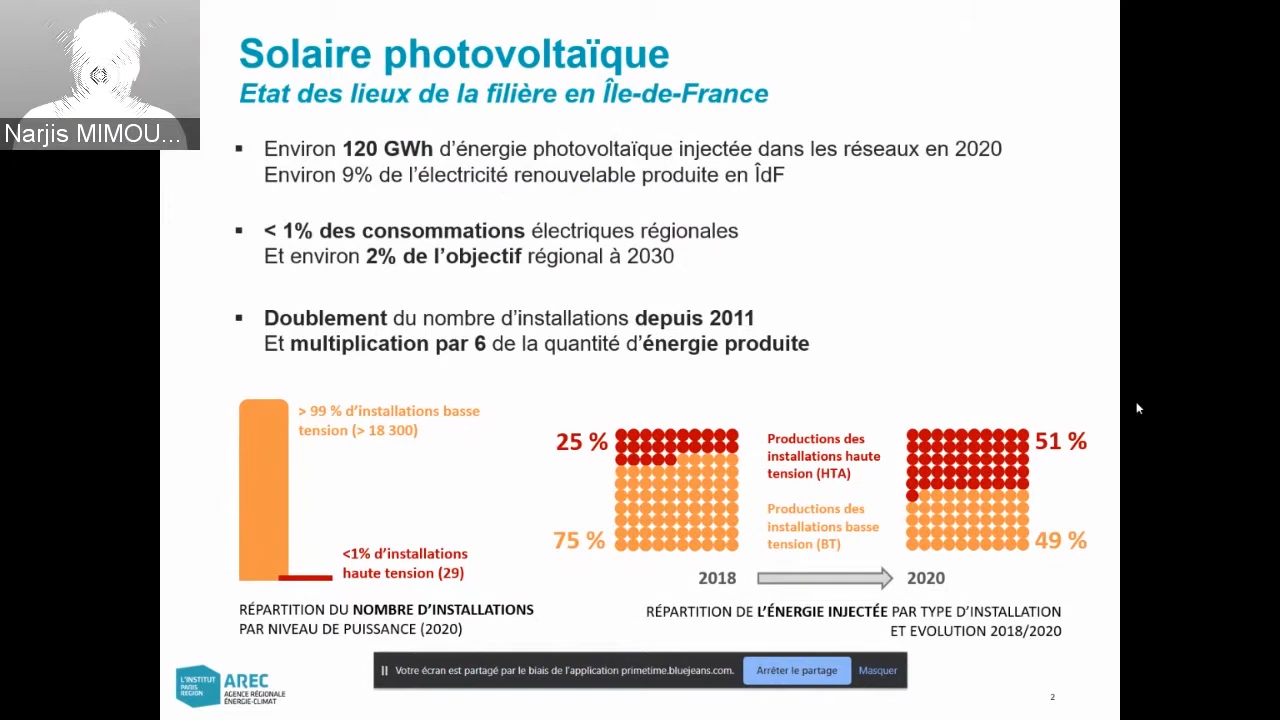 Narjis MIMOU...
Solaire photovoltaïque
Etat des lieux de la filière en Île-de-France
▪ Environ 120 GWh d’énergie photovoltaïque injectée dans les réseaux en 2020
Environ 9% de l’électricité renouvelable produite en ÎdF
▪ < 1% des consommations électriques régionales
Et environ 2% de l’objectif régional à 2030
▪ Doublement du nombre d’installations depuis 2011
Et multiplication par 6 de la quantité d’énergie produite
> 99 % d’installations basse
tension (> 18 300)
<1% d’installations
haute tension (29)
RÉPARTITION DU NOMBRE D’INSTALLATIONS
PAR NIVEAU DE PUISSANCE (2020)
25 %
75 %
Productions des
installations haute
tension (HTA)
Productions des
installations basse
tension (BT)
51 %
49 %
2018
2020
RÉPARTITION DE L’ÉNERGIE INJECTÉE PAR TYPE D’INSTALLATION
ET EVOLUTION 2018/2020
Votre écran est partagé par le biais de l’application primetime.bluejeans.com.
Arrêter le partage
Masquer
L’INSTITUT
PARIS
REGION
AREC
AGENCE RÉGIONALE
ÉNERGIE-CLIMAT
2